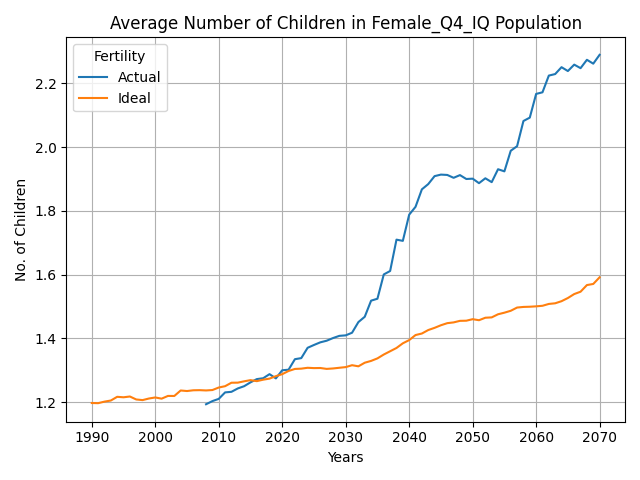 Average Number of Children in Female_Q4_IQ Population
Fertility
Actual
Ideal
No. of Children
2.2
2.0
1.8
1.6
1.4
1.2
1990 2000 2010 2020 2030 2040 2050 2060 2070
Years